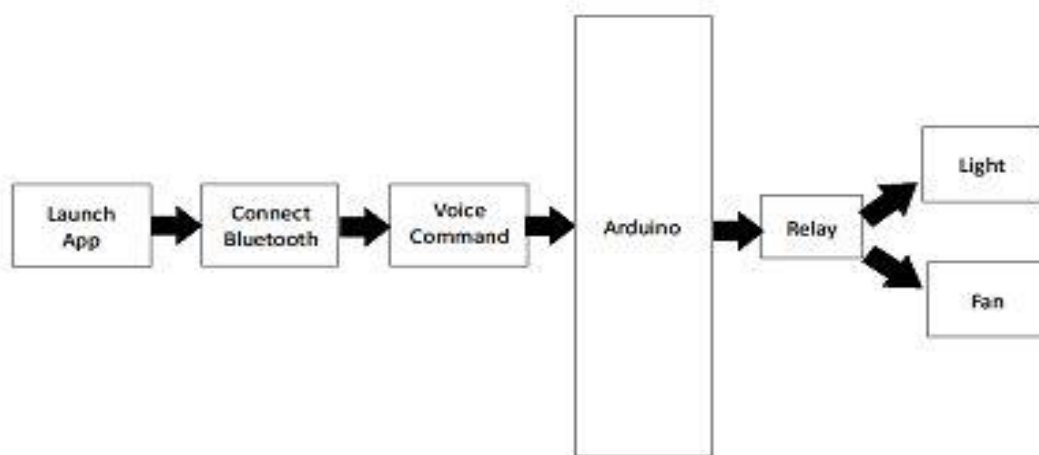 Launch
App
Connect
Bluetooth
Voice
Command
Arduino
Relay
Light
Fan